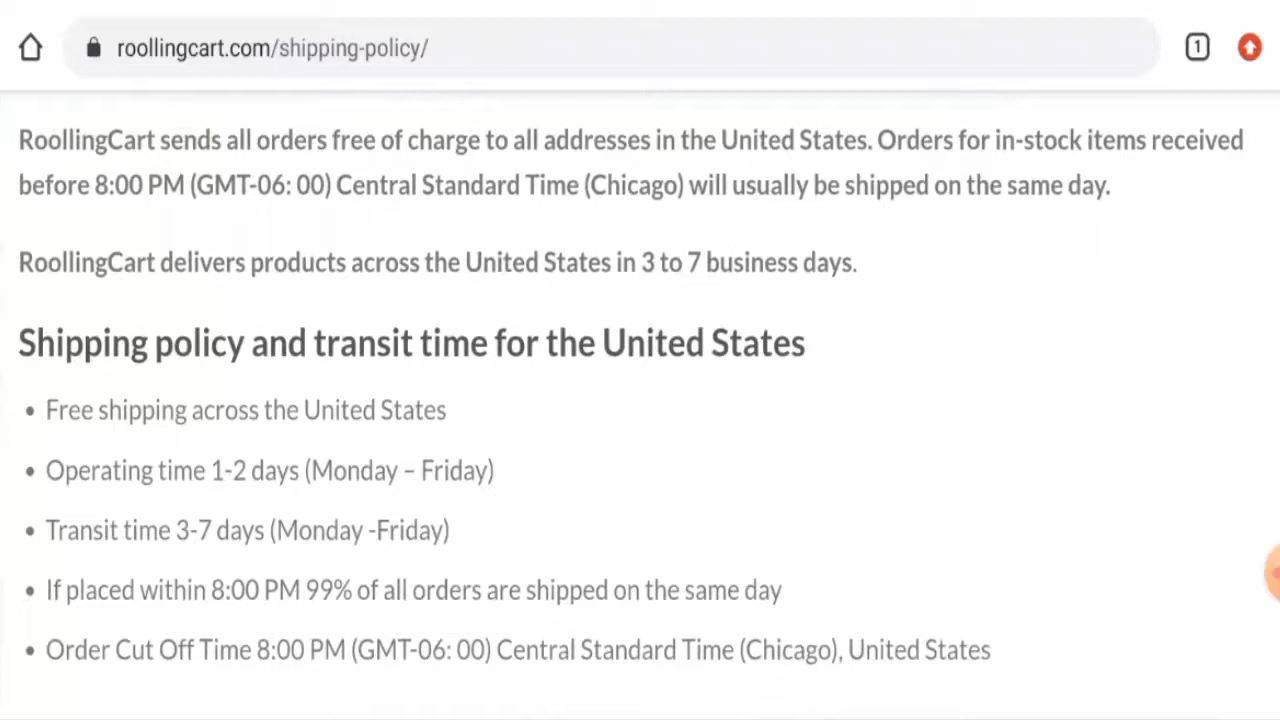 1
roollingcart.com/shipping-policy/
RoollingCart sends all orders free of charge to all addresses in the United States. Orders for in-stock items received
before 8:00 PM (GMT-06: 00) Central Standard Time (Chicago) will usually be shipped on the same day.
RoollingCart delivers products across the United States in 3 to 7 business days.
Shipping policy and transit time for the United States
• Free shipping across the United States
• Operating time 1-2 days (Monday – Friday)
• Transit time 3-7 days (Monday -Friday)
• If placed within 8:00 PM 99% of all orders are shipped on the same day
• Order Cut Off Time 8:00 PM (GMT-06: 00) Central Standard Time (Chicago), United States